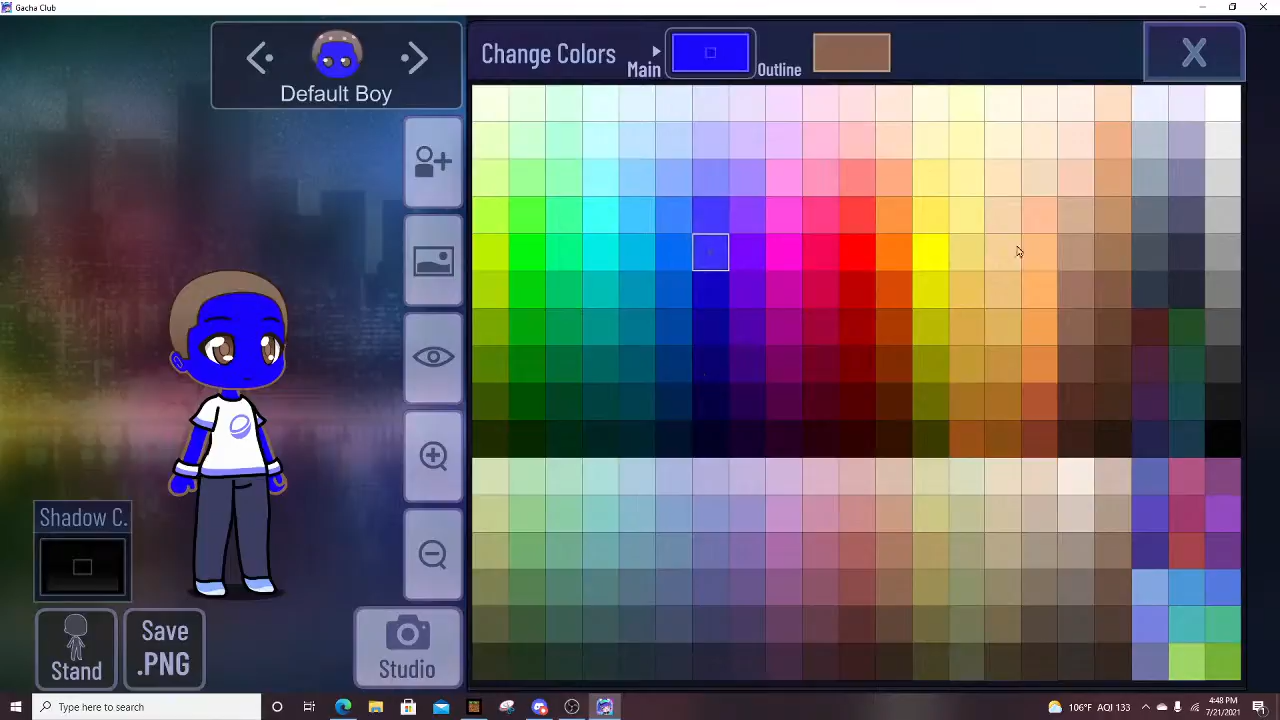 Gacha Club
Default Boy
Change Colors
Main
Outline
X
Shadow C.
Stand
Save
.PNG
Studio
Type here to search
106°F AQI 133
4:48 PM
7/21/2021